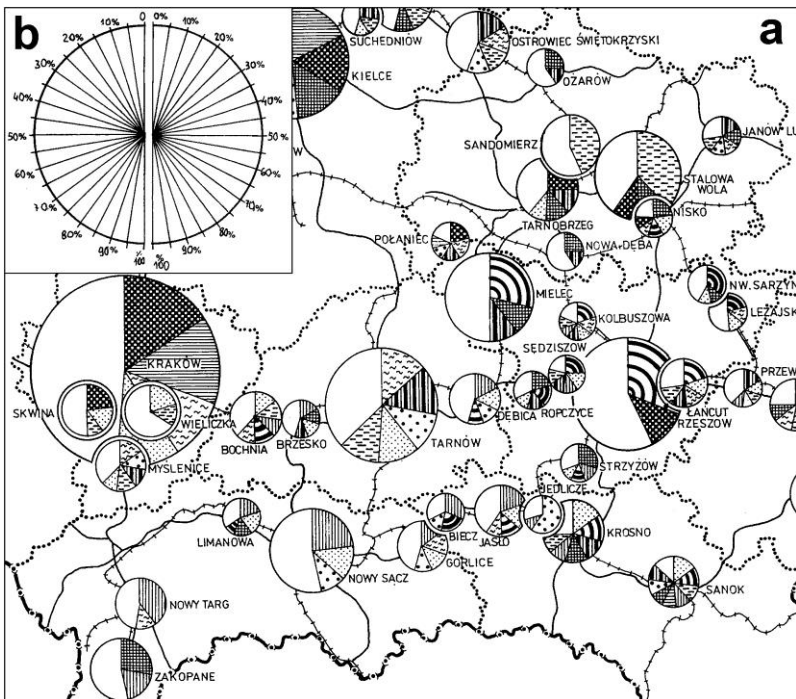 b
a
0 0%
10% 10%
20% 20%
30% 30%
40% 40%
50% 50%
60% 60%
70% 70%
80% 80%
90% 90%
% 100
SUCHEDNIÓW
OSTROWIEC ŚWIĘTOKRZYSKI
KIELCE
OŻARÓW
W
SANDOMIERZ
JANÓW LU
STALOWA
WOLA
TARNOBRZEG
NISKO
POŁANIEC
NOWA DĘBA
MIELEC
NW. SARZYN
KOLBUSZOWA
LEŻAJSK
SĘDZISZÓW
KRAKÓW
SKWINA
WIELICZKA
BOCHNIA
BRZESKO
TARNÓW
DĘBICA
ROPCZYCE
RZESZOW
ŁAŃCUT
PRZEW
MYSLENICE
STRZYŻÓW
JEDLICZE
LIMANOWA
BIECZ
JASŁO
KROSNO
NOWY SĄCZ
GORLICE
SANOK
NOWY TARG
ZAKOPANE